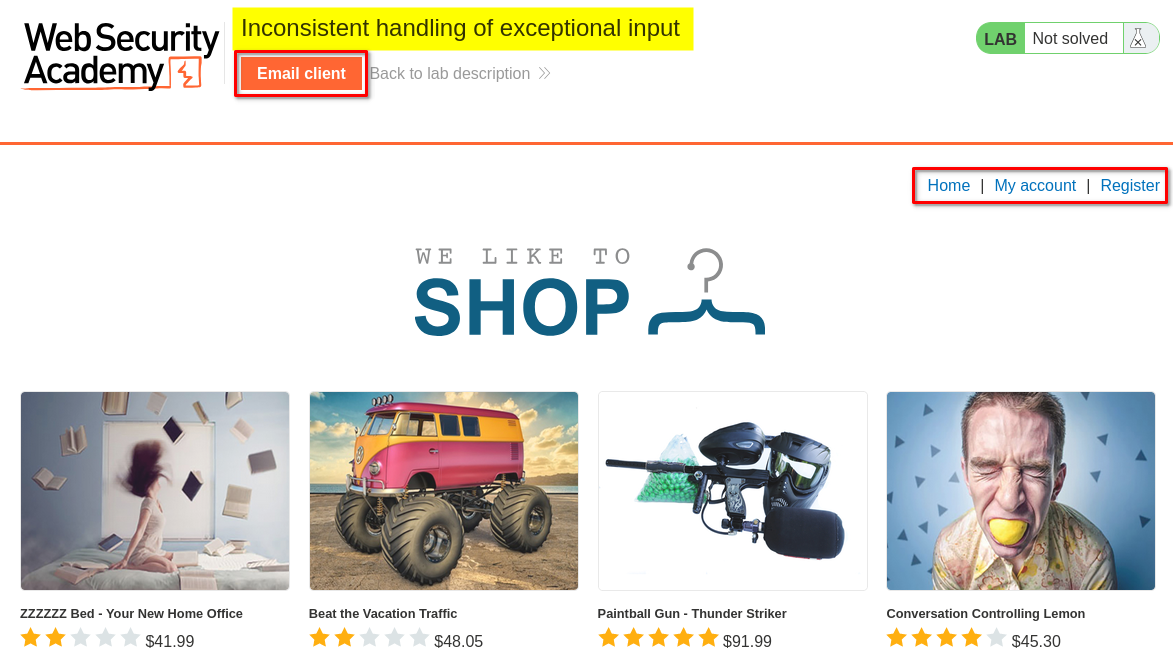 Web Security
Academy
Inconsistent handling of exceptional input
Email client
Back to lab description
LAB Not solved
Home | My account | Register
WE LIKE TO
SHOP
ZZZZZZ Bed - Your New Home Office
$41.99
Beat the Vacation Traffic
$48.05
Paintball Gun - Thunder Striker
$91.99
Conversation Controlling Lemon
$45.30